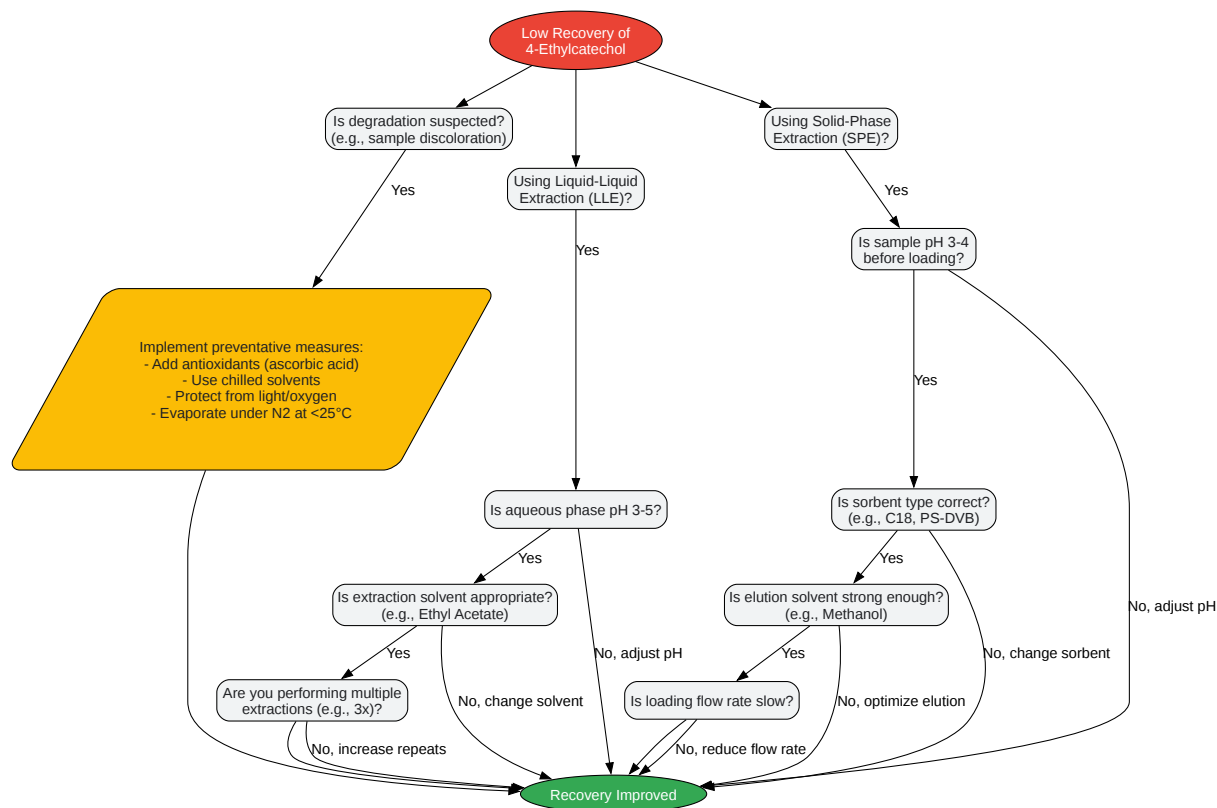 Low Recovery of
4-Ethylcatechol
Is degradation suspected?
(e.g., sample discoloration)
Using Solid-Phase
Extraction (SPE)?
Using Liquid-Liquid
Extraction (LLE)?
Yes
Yes
Yes
Is sample pH 3-4
before loading?
Implement preventative measures:
- Add antioxidants (ascorbic acid)
- Use chilled solvents
- Protect from light/oxygen
- Evaporate under N2 at <25°C
Yes
Is aqueous phase pH 3-5?
Is sorbent type correct?
(e.g., C18, PS-DVB)
Yes
Yes
Is extraction solvent appropriate?
(e.g., Ethyl Acetate)
Is elution solvent strong enough?
(e.g., Methanol)
No, adjust pH
Yes
No, adjust pH
Yes
No, change sorbent
Are you performing multiple
extractions (e.g., 3x)?
No, change solvent
Is loading flow rate slow?
No, optimize elution
No, increase repeats
No, reduce flow rate
Recovery Improved